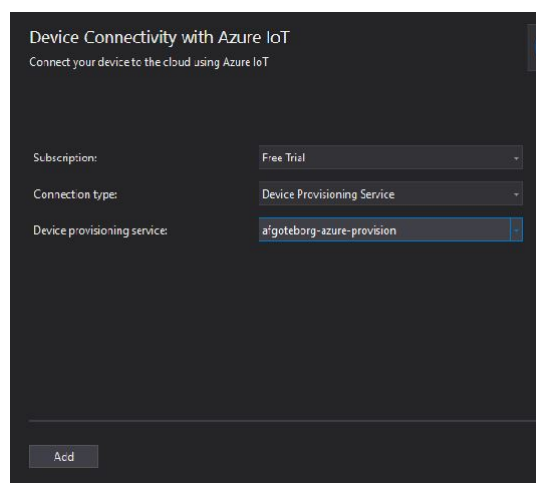 Device Connectivity with Azure IoT
Connect your device to the cloud using Azure IoT
Subscription: Free Trial
Connection type: Device Provisioning Service
Device provisioning service: afgoteborg-azure-provision
Add